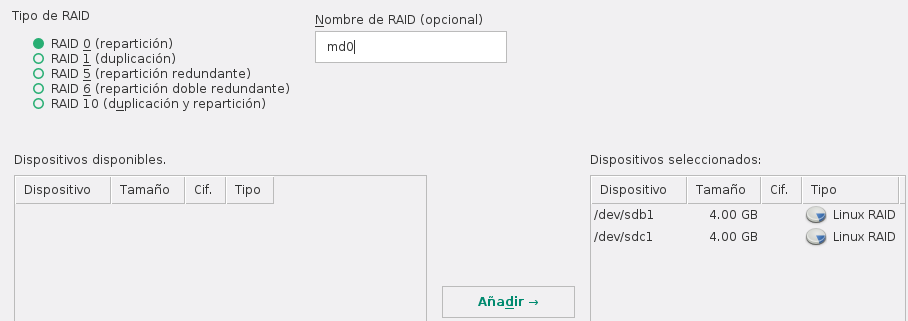 Tipo de RAID
RAID 0 (repartición)
RAID 1 (duplicación)
RAID 5 (repartición redundante)
RAID 6 (repartición doble redundante)
RAID 10 (duplicación y repartición)
Nombre de RAID (opcional)
md0
Dispositivos disponibles.
Dispositivo Tamaño Cif. Tipo
Añadir →
Dispositivos seleccionados:
Dispositivo Tamaño Cif. Tipo
/dev/sdb1 4.00 GB Linux RAID
/dev/sdc1 4.00 GB Linux RAID